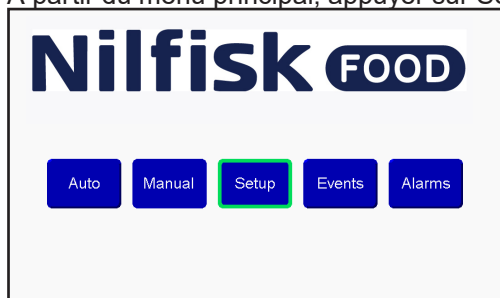 A partir du menu principal, appuyer sur
Nilfisk FOOD
Auto Manual Setup Events Alarms